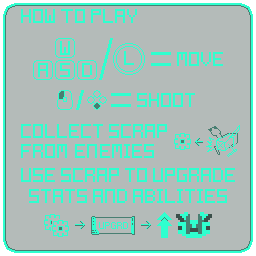 HOW TO PLAY
W
A S D / L = MOVE
/ = SHOOT
COLLECT SCRAP
FROM ENEMIES
USE SCRAP TO UPGRADE
STATS AND ABILITIES